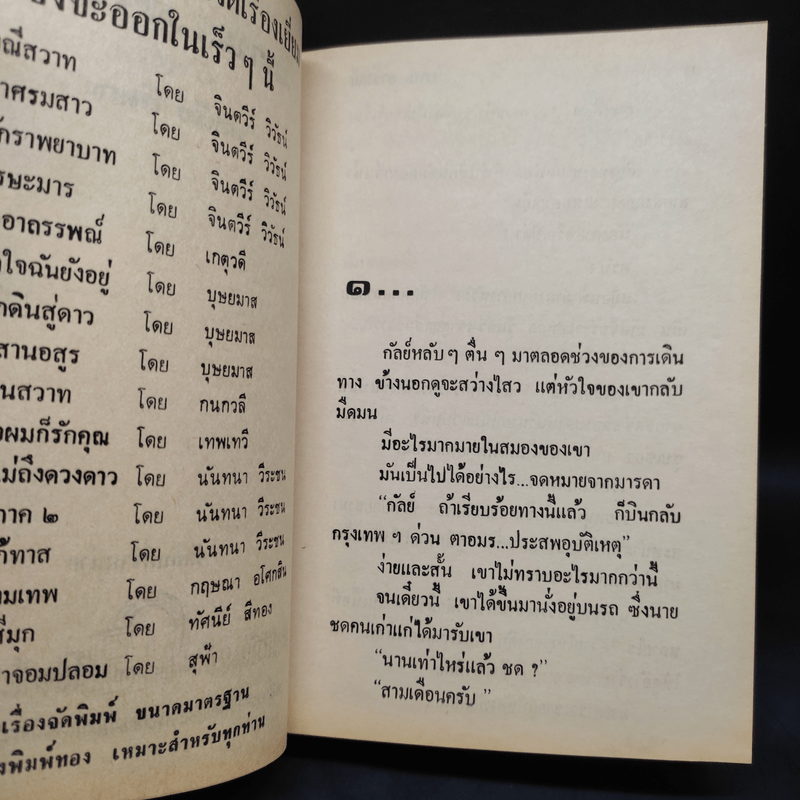 เรื่องเยี่ยม
จะออกในเร็วๆ นี้
โดย จินตวีร์ วิวัธน์
โดย จินตวีร์ วิวัธน์
โดย จินตวีร์ วิวัธน์
โดย จินตวีร์ วิวัธน์
โดย เกตุวดี
ใจฉันยังอยู่ โดย บุษยมาส
ดินสู่ดาว โดย บุษยมาส
สานอสูร โดย บุษยมาส
นสวาท โดย กนกวลี
ผมก็รักคุณ โดย เทพเทวี
ม่ถึงดวงดาว โดย นันทนา วีระชน
าค ๒ โดย นันทนา วีระชน
ทาส โดย นันทนา วีระชน
มเทพ โดย กฤษณา อโศกสิน
สีมุก โดย ทัศนีย์ สีทอง
าจอมปลอม โดย สุฟ้า
เรื่องจัดพิมพ์ ขนาดมาตรฐาน
งพิมพ์ทอง เหมาะสำหรับทุกท่าน
๑...
กัลย์หลับๆ ตื่นๆ มาตลอดช่วงของการเดิน
ทาง ข้างนอกดูจะสว่างไสว แต่หัวใจของเขากลับ
มืดมน
มีอะไรมากมายในสมองของเขา
มันเป็นไปได้อย่างไร...จดหมายจากมารดา
“กัลย์ ถ้าเรียบร้อยทางนี้แล้ว ก็บินกลับ
กรุงเทพ ฯ ด่วน ตาอมร...ประสพอุบัติเหตุ”
ง่ายและสั้น เขาไม่ทราบอะไรมากกว่านี้
จนเดี๋ยวนี้ เขาได้ขึ้นมานั่งอยู่บนรถ ซึ่งนาย
ชดคนเก่าแก่ได้มารับเขา
“นานเท่าไหร่แล้ว ชด ?”
“สามเดือนครับ ”